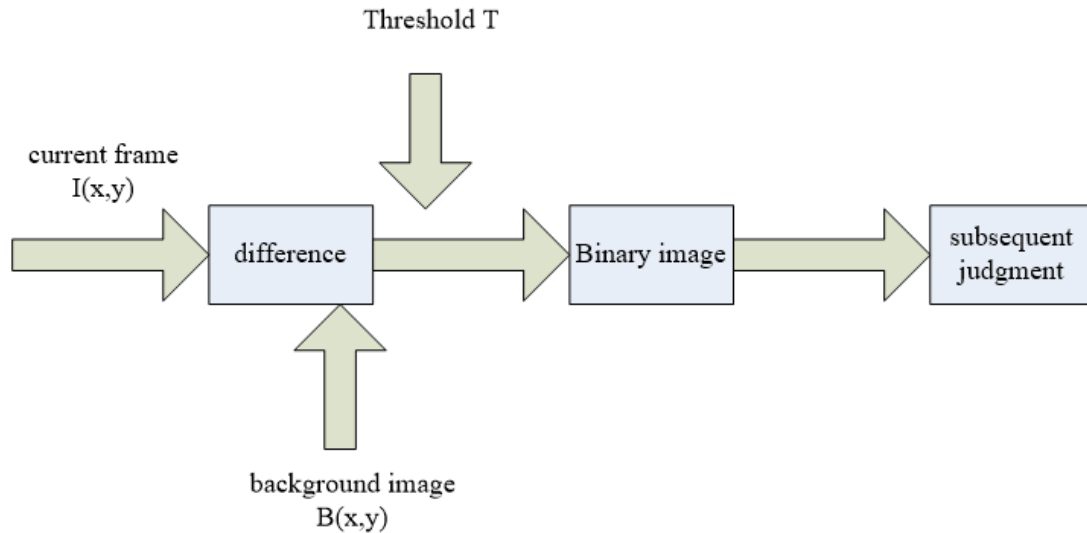 Threshold T
current frame
I(x,y)
difference
Binary image
subsequent
judgment
background image
B(x,y)